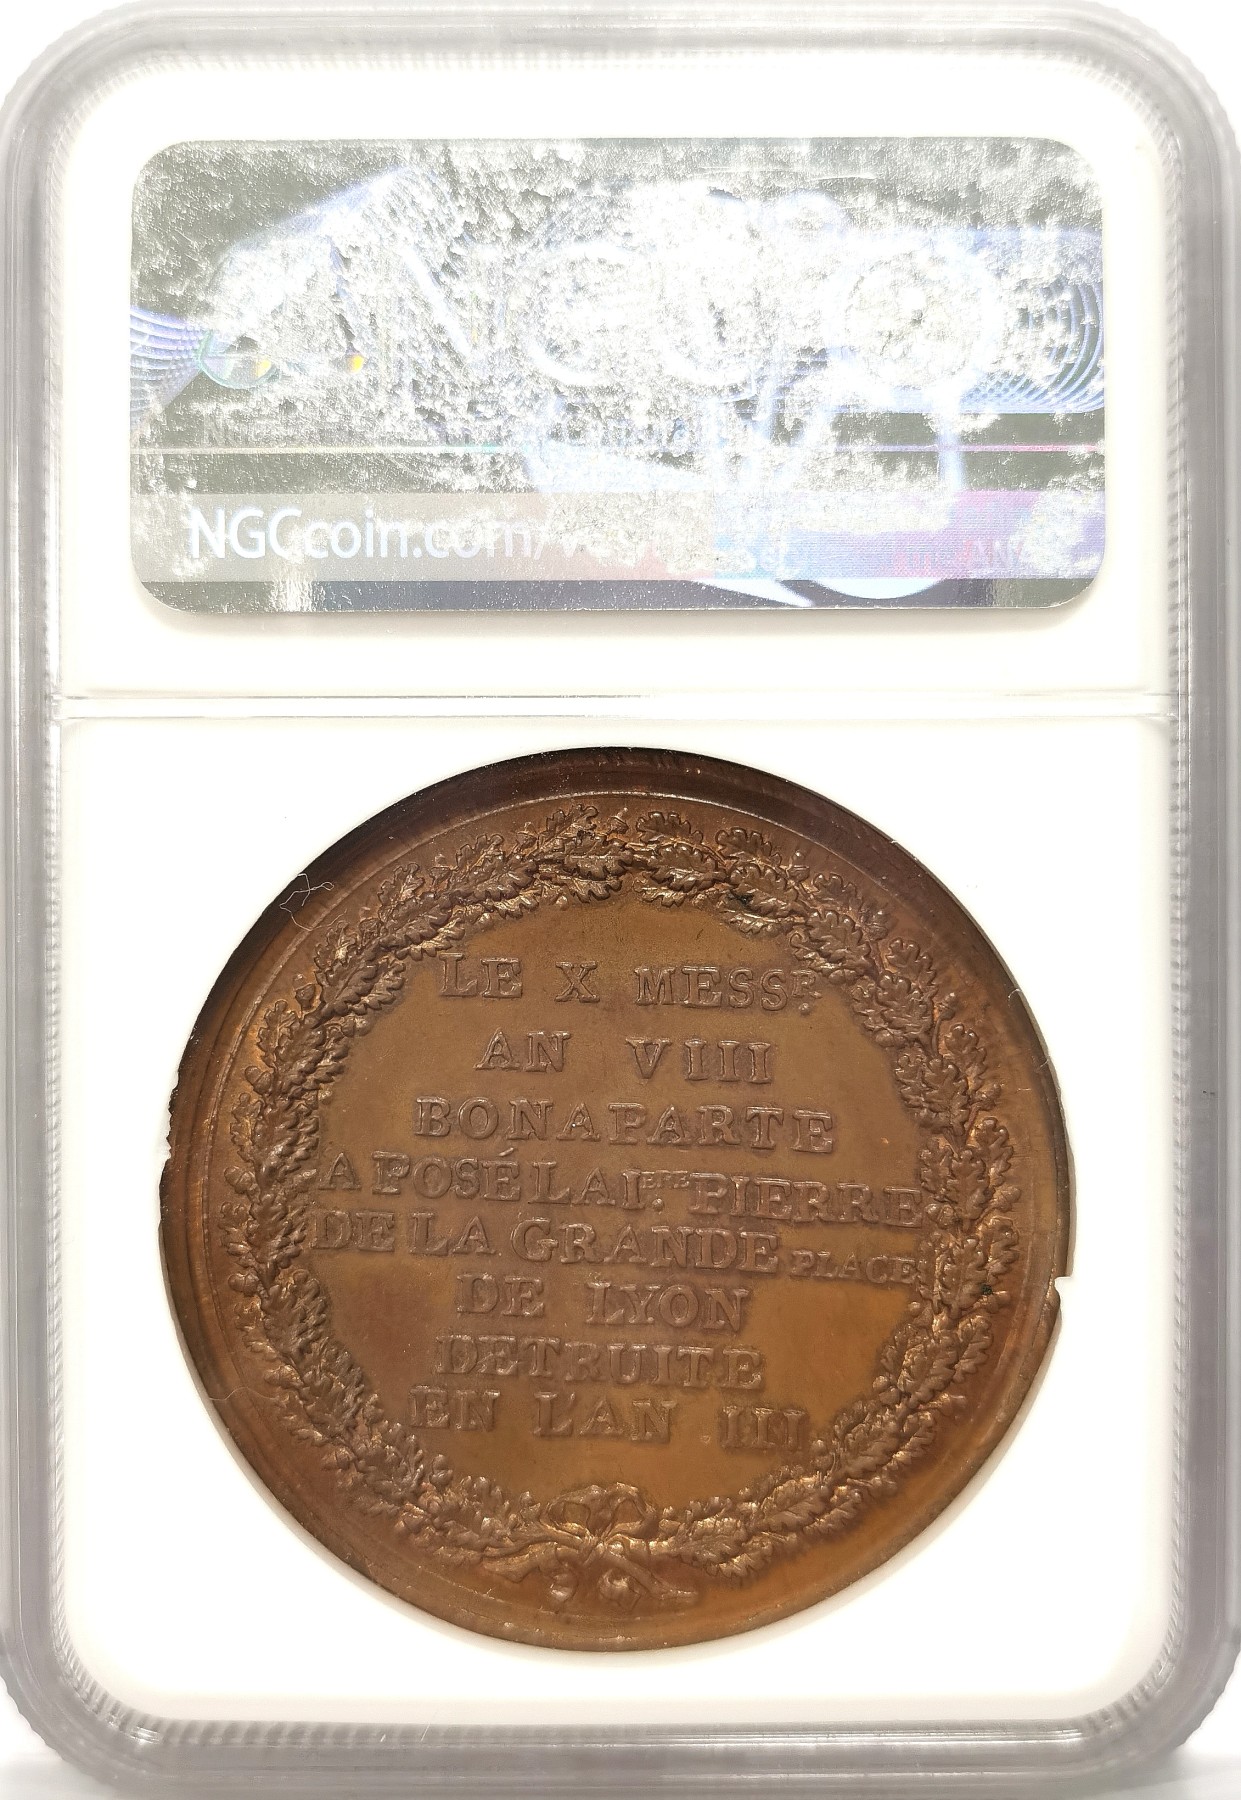 NGCcoin.com/
LE X MESSR.
AN VIII
BONAPARTE
A POSÉ LA IERE. PIERRE
DE LA GRANDE PLACE
DE LYON
DETRUITE
EN L'AN III